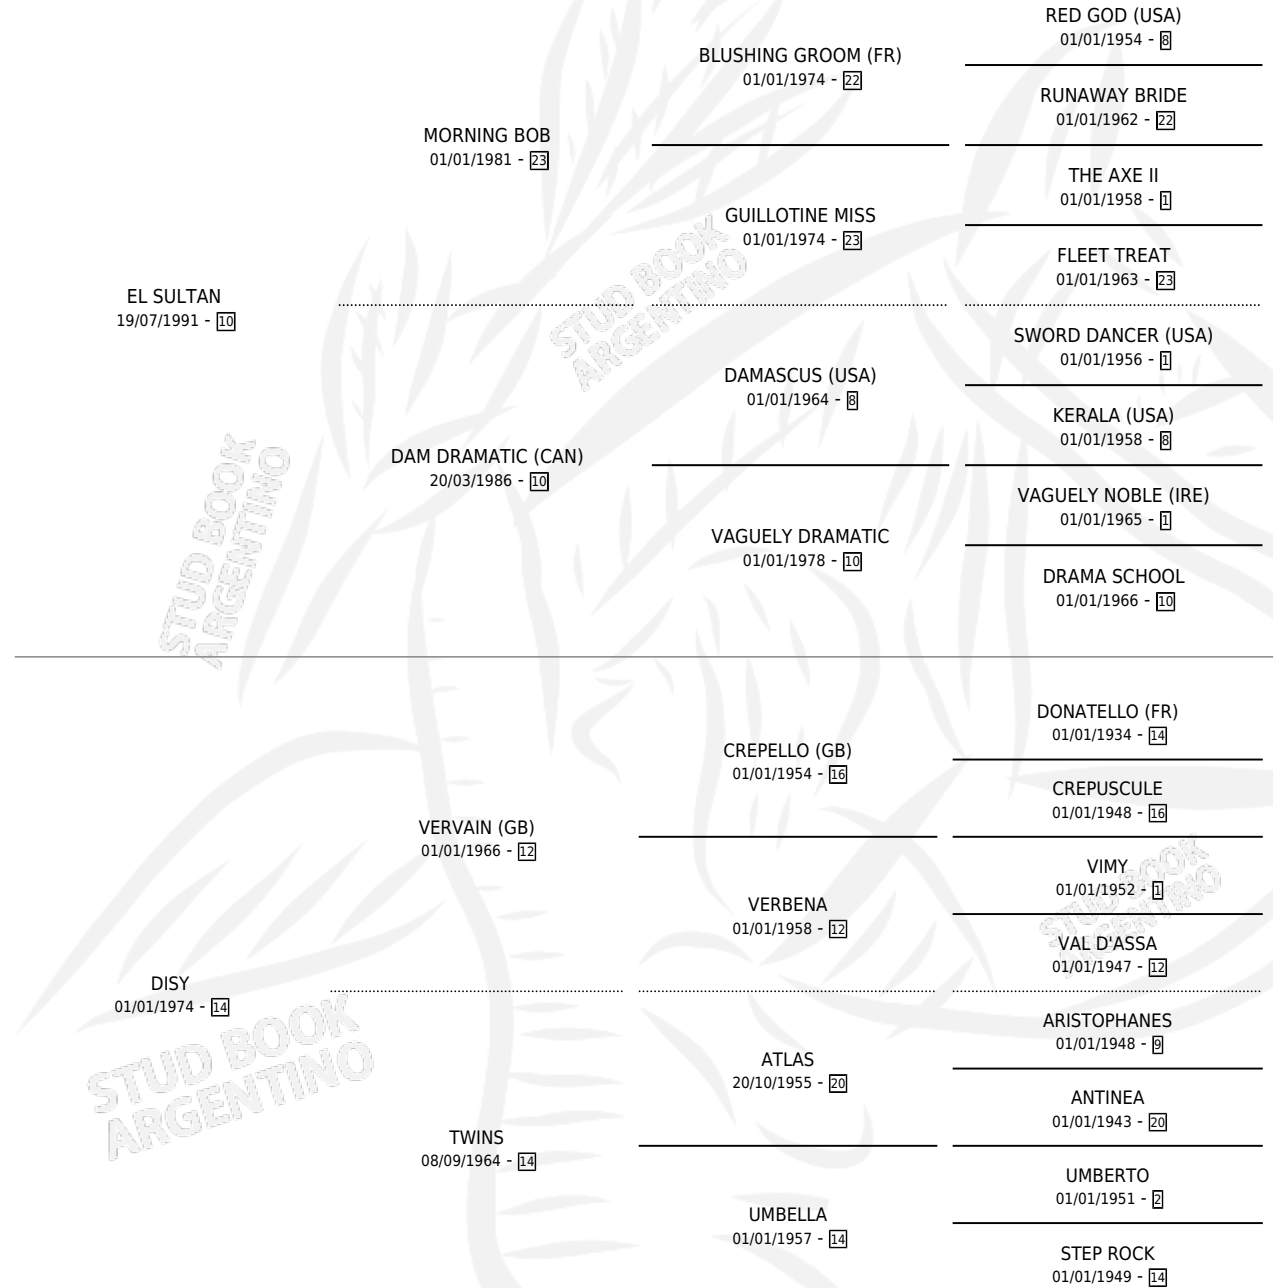 RED GOD (USA)
01/01/1954 - 8
BLUSHING GROOM (FR)
01/01/1974 - 22
RUNAWAY BRIDE
01/01/1962 - 22
MORNING BOB
01/01/1981 - 23
THE AXE II
01/01/1958 - 1
GUILLOTINE MISS
01/01/1974 - 23
FLEET TREAT
01/01/1963 - 23
STUD BOOK
ARGENTINO
EL SULTAN
19/07/1991 - 10
SWORD DANCER (USA)
01/01/1956 - 1
DAMASCUS (USA)
01/01/1964 - 8
KERALA (USA)
01/01/1958 - 8
DAM DRAMATIC (CAN)
20/03/1986 - 10
VAGUELY NOBLE (IRE)
01/01/1965 - 1
VAGUELY DRAMATIC
01/01/1978 - 10
DRAMA SCHOOL
01/01/1966 - 10
STUD BOOK
ARGENTINO
DONATELLO (FR)
01/01/1934 - 14
CREPELLO (GB)
01/01/1954 - 16
CREPUSCULE
01/01/1948 - 16
VERVAIN (GB)
01/01/1966 - 12
VIMY
01/01/1952 - 1
VERBENA
01/01/1958 - 12
VAL D'ASSA
01/01/1947 - 12
STUD BOOK
ARGENTINO
DISY
01/01/1974 - 14
ARISTOPHANES
01/01/1948 - 9
ATLAS
20/10/1955 - 20
ANTINEA
01/01/1943 - 20
STUD BOOK
ARGENTINO
TWINS
08/09/1964 - 14
UMBERTO
01/01/1951 - 2
UMBELLA
01/01/1957 - 14
STEP ROCK
01/01/1949 - 14